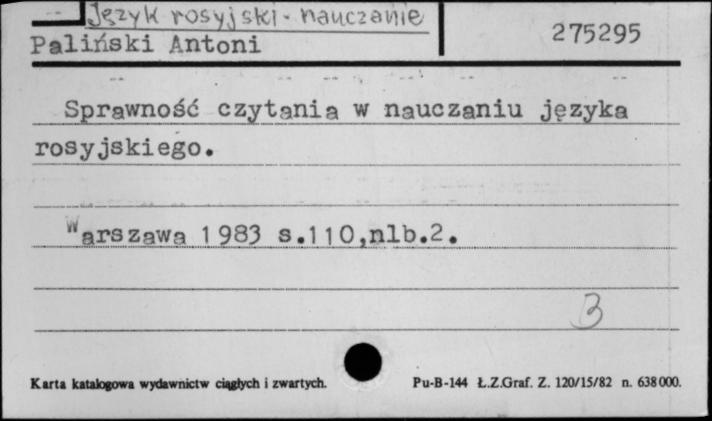 Język rosyjski - nauczanie
Paliński Antoni
275295
Sprawność czytania w nauczaniu języka
rosyjskiego.
Warszawa 1983 s.110,nlb.2.
B
Karta katalogowa wydawnictw ciągłych i zwartych.
Pu-B-144 Ł.Z.Graf. Z. 120/15/82 n. 638000.